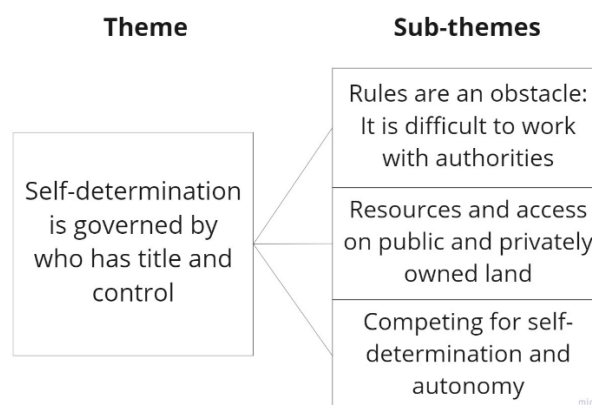 Theme
Sub-themes
Self-determination
is governed by
who has title and
control
Rules are an obstacle:
It is difficult to work
with authorities
Resources and access
on public and privately
owned land
Competing for self-
determination and
autonomy